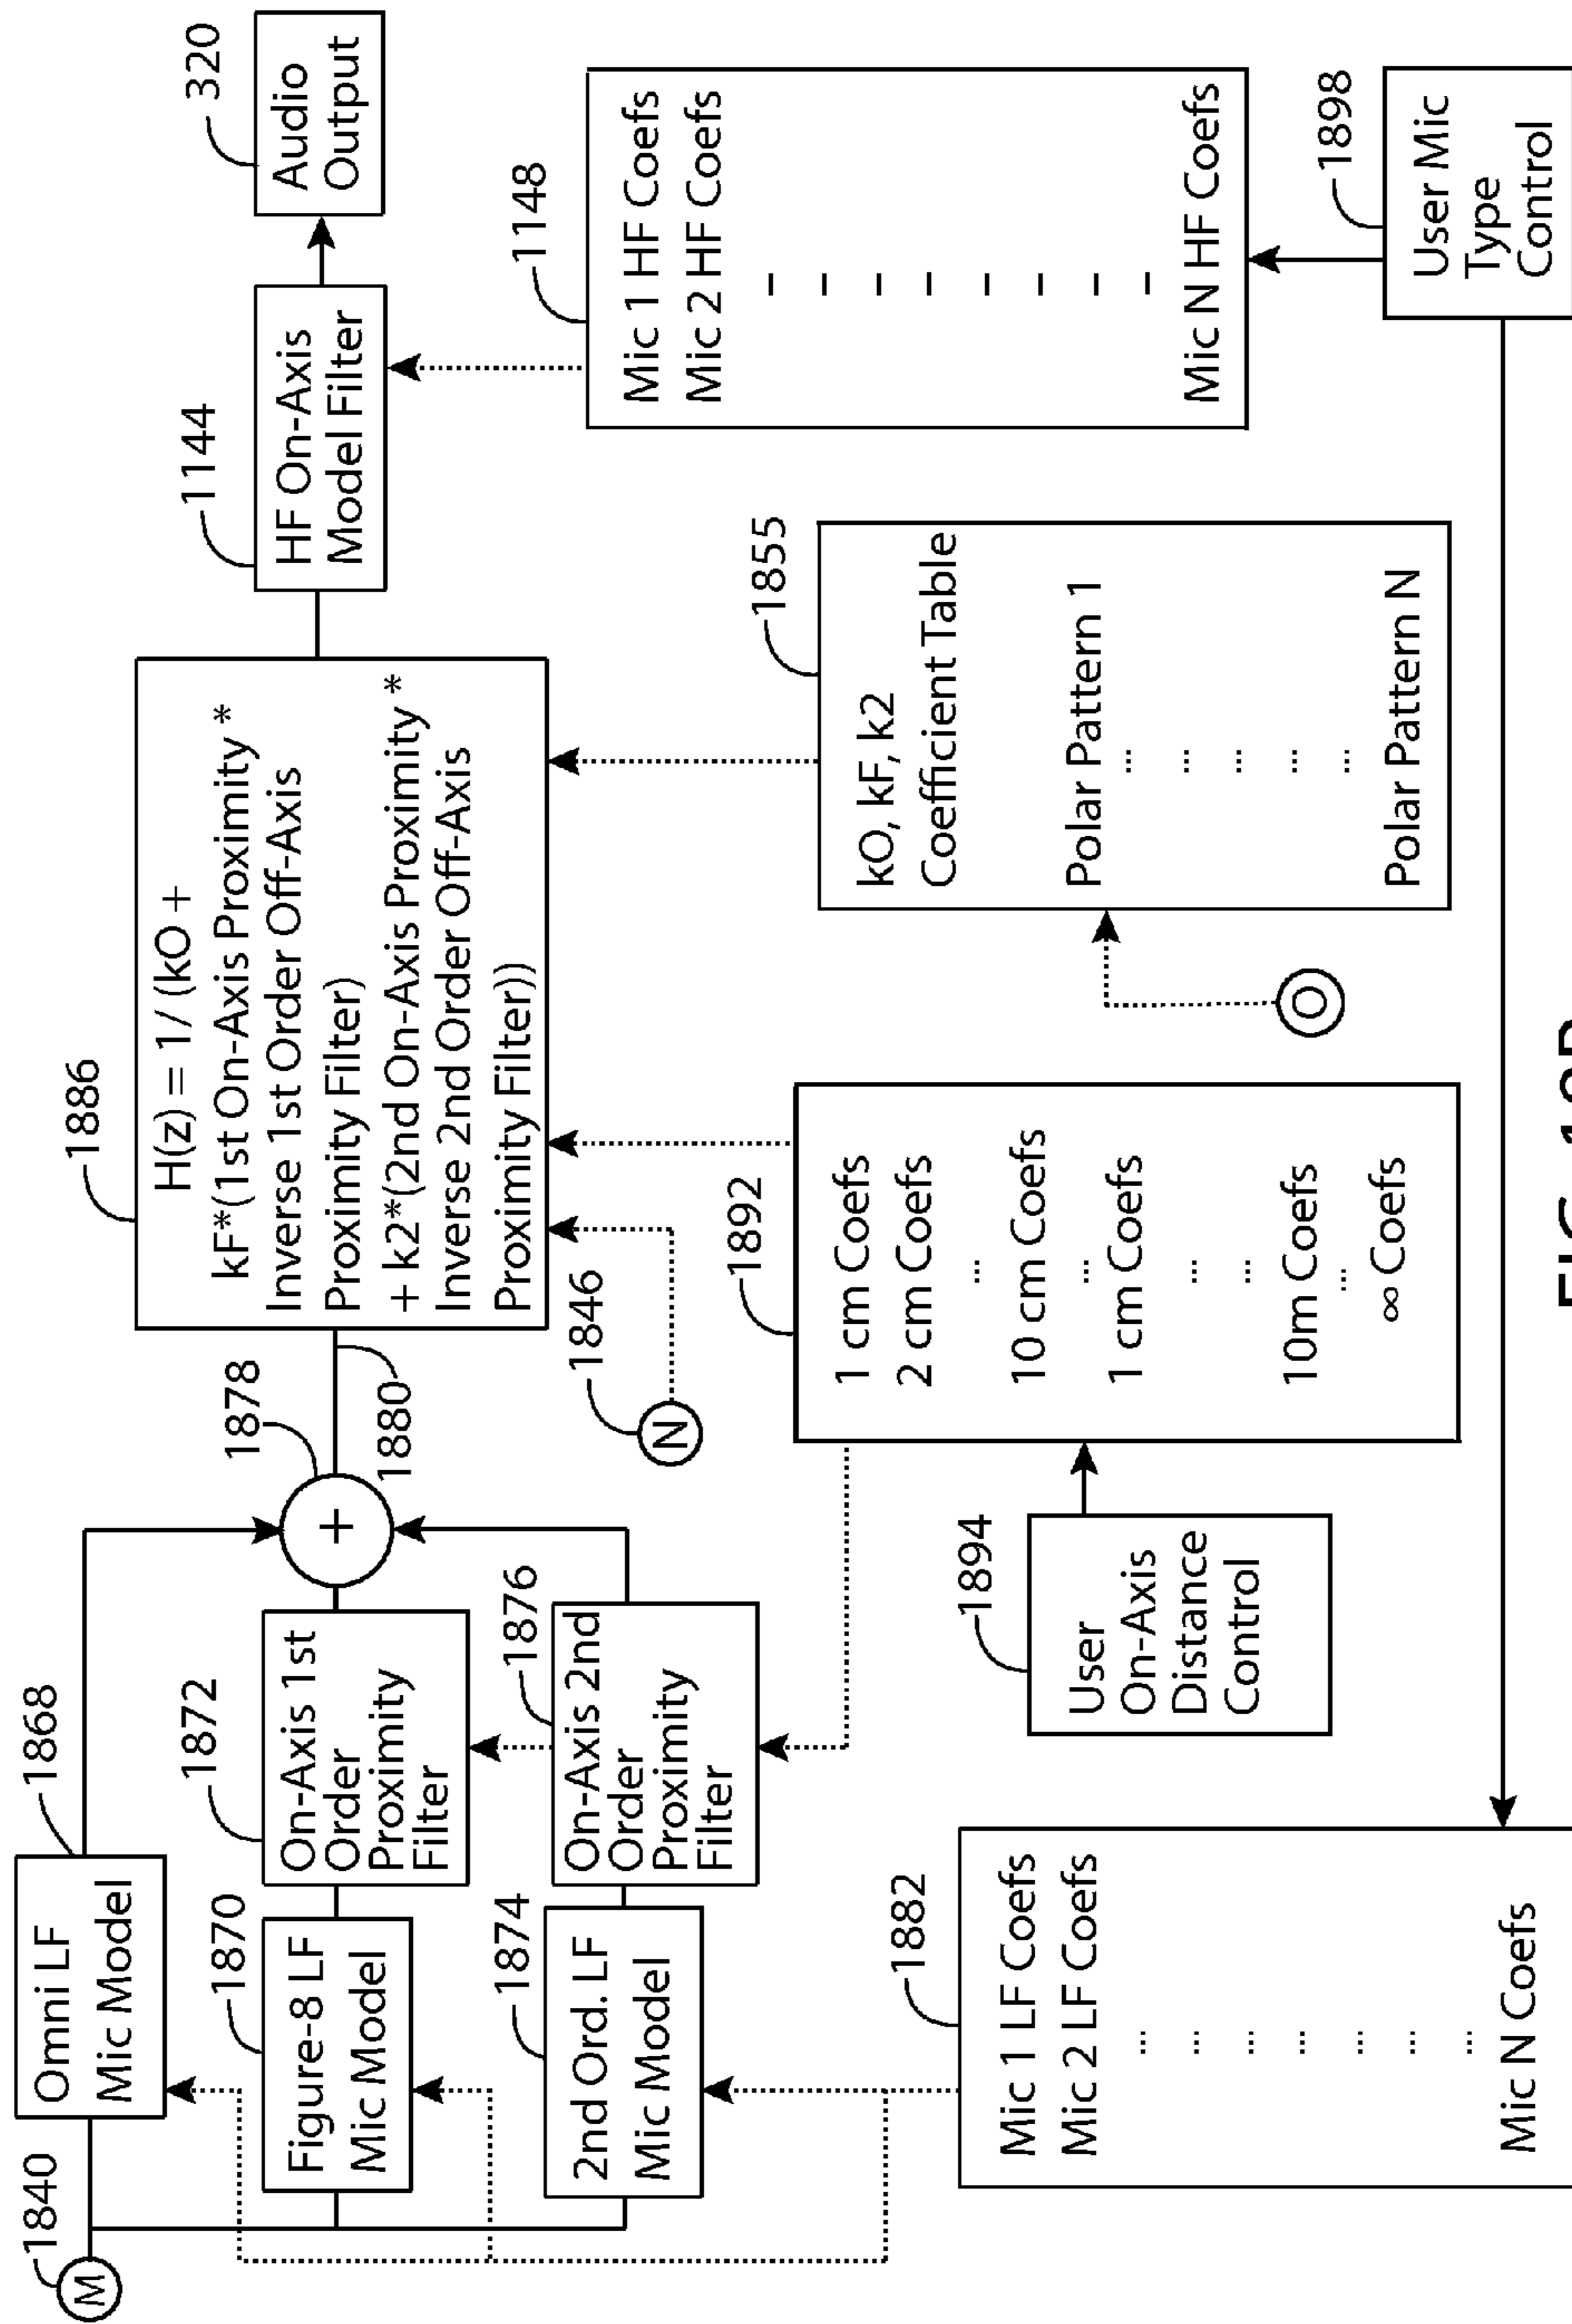 1840
M
Omni LF
Mic Model
1868
Figure-8 LF
Mic Model
1870
On-Axis 1st
Order
Proximity
Filter
1872
2nd Ord. LF
Mic Model
1874
On-Axis 2nd
Order
Proximity
Filter
1876
+
1878
1880
1886
H(z) = 1/ (kO +
kF*(1st On-Axis Proximity *
Inverse 1st Order Off-Axis
Proximity Filter)
+ k2*(2nd On-Axis Proximity *
Inverse 2nd Order Off-Axis
Proximity Filter))
1144
HF On-Axis
Model Filter
320
Audio
Output
N
1846
1882
Mic 1 LF Coefs
Mic 2 LF Coefs
...
...
...
...
...
...
...
Mic N Coefs
1894
User
On-Axis
Distance
Control
1892
1 cm Coefs
2 cm Coefs
...
10 cm Coefs
...
1 cm Coefs
...
...
10m Coefs
...
∞ Coefs
O
1855
kO, kF, k2
Coefficient Table
Polar Pattern 1
...
...
...
...
...
Polar Pattern N
1148
Mic 1 HF Coefs
Mic 2 HF Coefs
Mic N HF Coefs
1898
User Mic
Type
Control